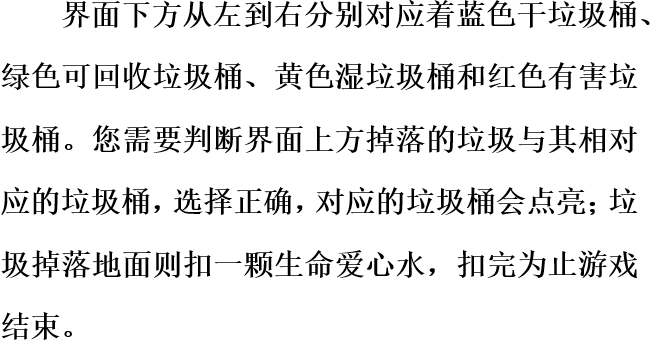 界面下方从左到右分别对应着蓝色干垃圾桶、
绿色可回收垃圾桶、黄色湿垃圾桶和红色有害垃
圾桶。您需要判断界面上方掉落的垃圾与其相对
应的垃圾桶，选择正确，对应的垃圾桶会点亮；垃
圾掉落地面则扣一颗生命爱心水，扣完为止游戏
结束。